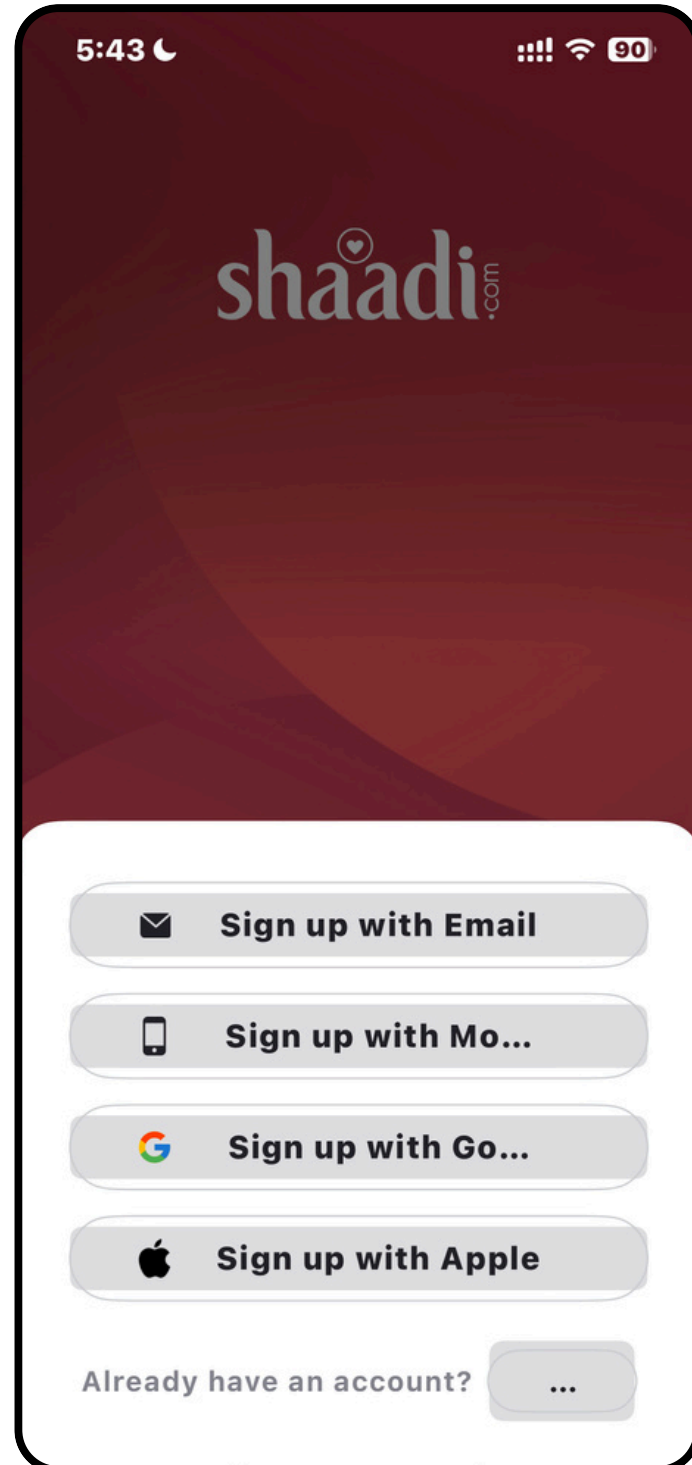 5:43
90
shaadi.com
Sign up with Email
Sign up with Mo...
Sign up with Go...
Sign up with Apple
Already have an account? ...